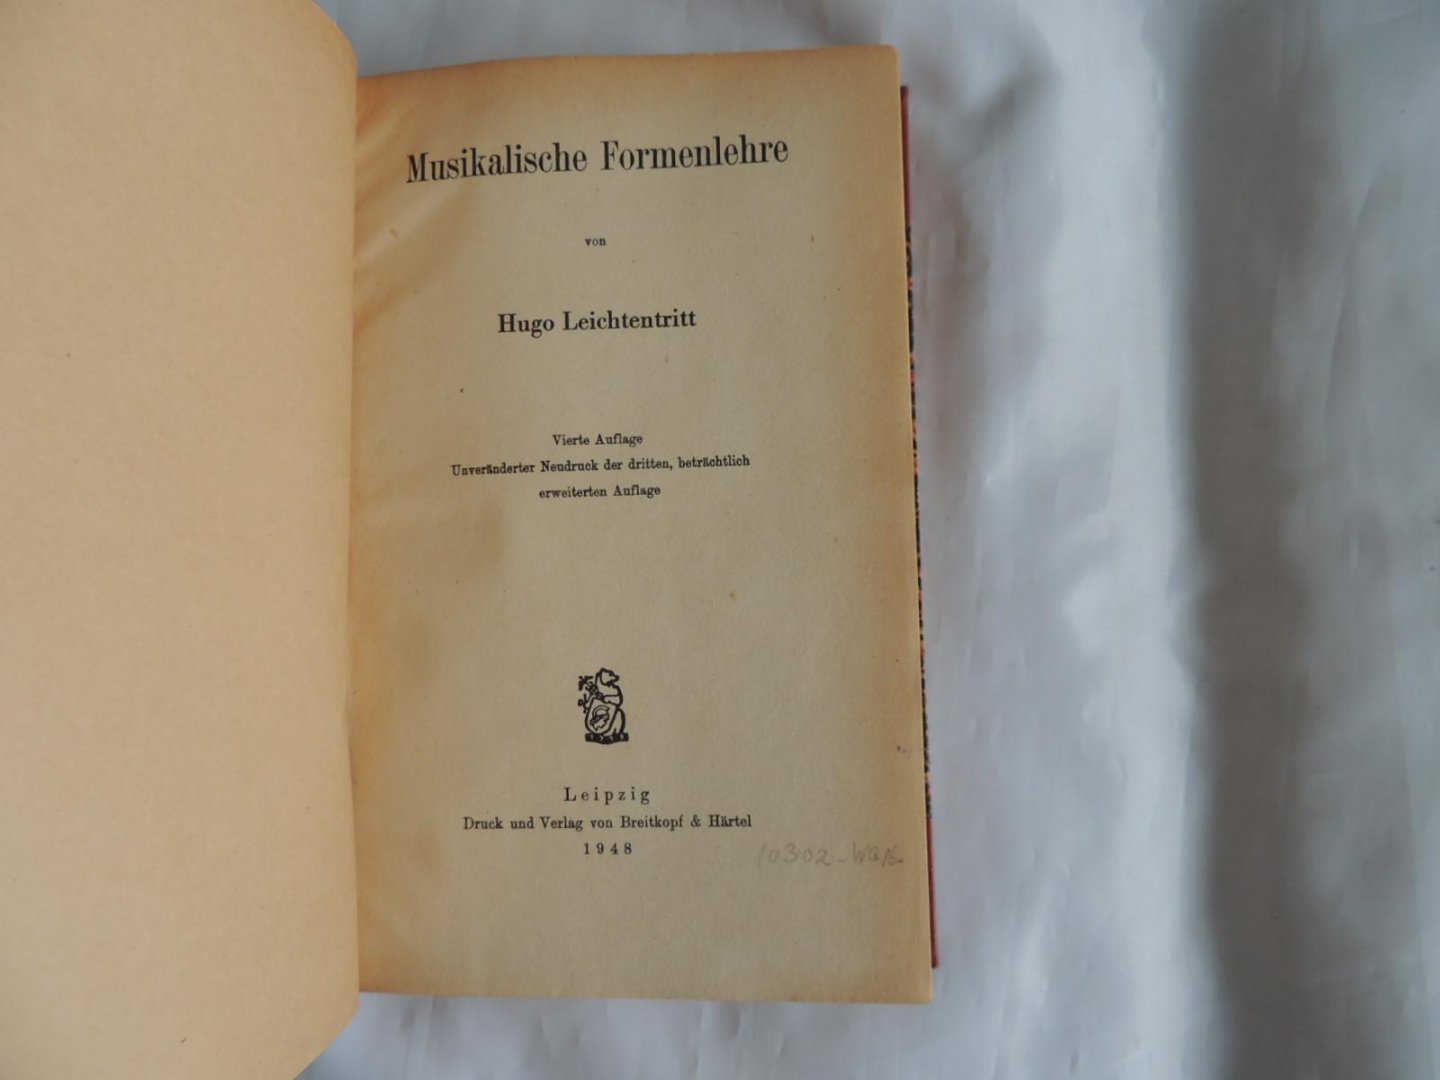 Musikalische Formenlehre
von
Hugo Leichtentritt
Vierte Auflage
Unveränderter Neudruck der dritten, beträchtlich
erweiterten Auflage
Leipzig
Druck und Verlag von Breitkopf & Härtel
1948
10302